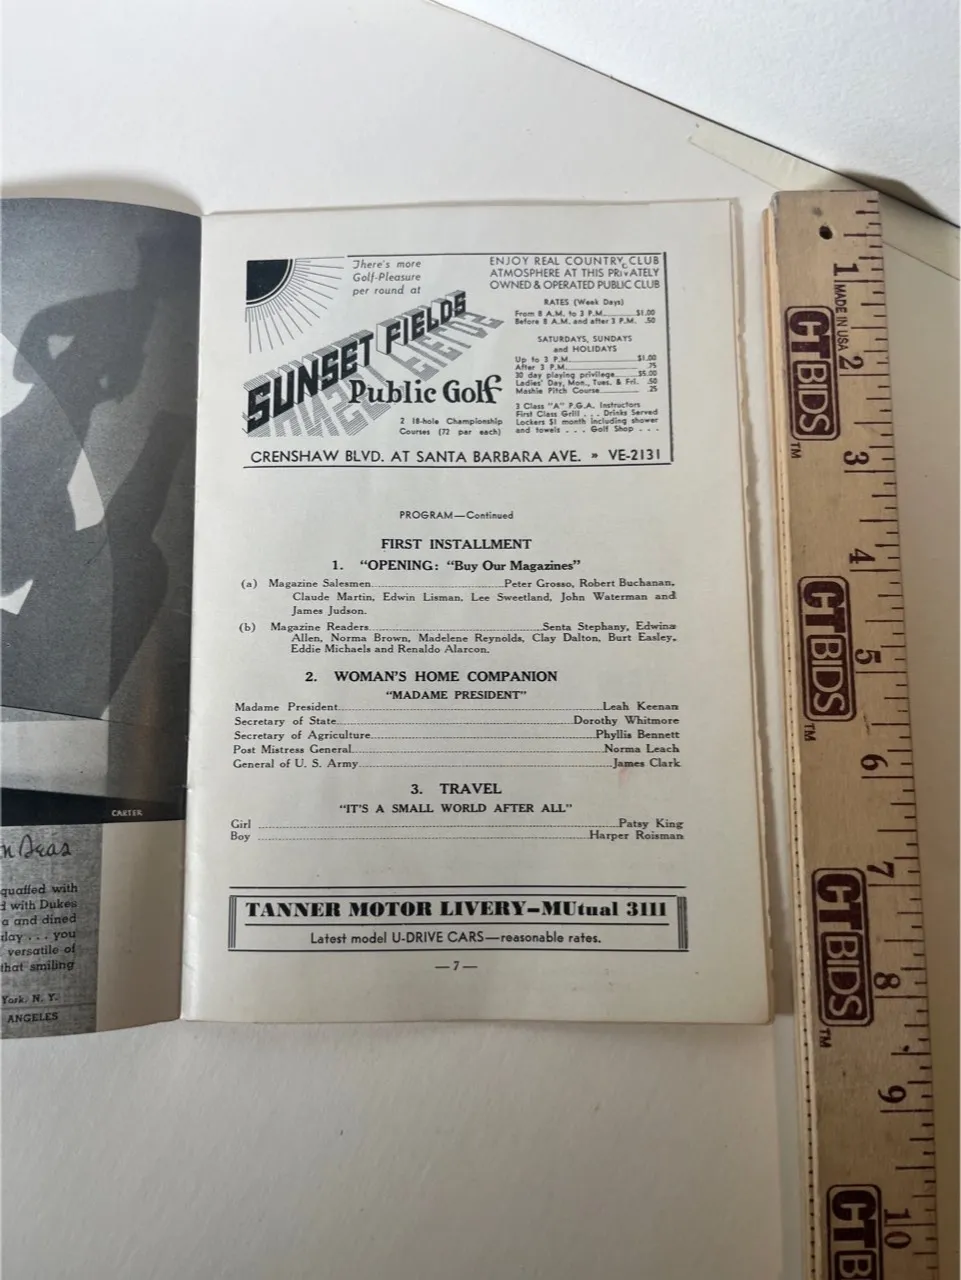 There's more
Golf-Pleasure
per round at
SUNSET FIELDS
Public Golf
2 18-hole Championship
Courses (72 par each)
ENJOY REAL COUNTRY CLUB
ATMOSPHERE AT THIS PRIVATELY
OWNED & OPERATED PUBLIC CLUB
RATES (Week Days)
From 8 A.M. to 3 P.M. $1.00
Before 8 A.M. and after 3 P.M. .50
SATURDAYS, SUNDAYS
and HOLIDAYS
Up to 3 P.M. $1.00
After 3 P.M. .75
30 day playing privilege $5.00
Ladies' Day, Mon., Tues. & Fri. .50
Mashie Pitch Course .25
3 Class "A" P.G.A. Instructors
First Class Grill . . . Drinks Served
Lockers $1 month including shower
and towels . . . Golf Shop . . .
CRENSHAW BLVD. AT SANTA BARBARA AVE. » VE-2131
PROGRAM—Continued
FIRST INSTALLMENT
1. "OPENING: "Buy Our Magazines"
(a) Magazine Salesmen Peter Grosso, Robert Buchanan,
Claude Martin, Edwin Lisman, Lee Sweetland, John Waterman and
James Judson.
(b) Magazine Readers Senta Stephany, Edwina
Allen, Norma Brown, Madelene Reynolds, Clay Dalton, Burt Easley,
Eddie Michaels and Renaldo Alarcon.
2. WOMAN'S HOME COMPANION
"MADAME PRESIDENT"
Madame President Leah Keenan
Secretary of State Dorothy Whitmore
Secretary of Agriculture Phyllis Bennett
Post Mistress General Norma Leach
General of U. S. Army James Clark
3. TRAVEL
"IT'S A SMALL WORLD AFTER ALL"
Girl Patsy King
Boy Harper Roisman
TANNER MOTOR LIVERY—MUtual 3111
Latest model U-DRIVE CARS—reasonable rates.
—7—
CARTER
quaffed with
with Dukes
a and dined
day . . . you
versatile of
that smiling
York, N. Y.
ANGELES
1 2 3 4 5 6 7 8 9 10
MADE IN USA
CTBIDS TM
CTBIDS TM
CTBIDS TM
CTB